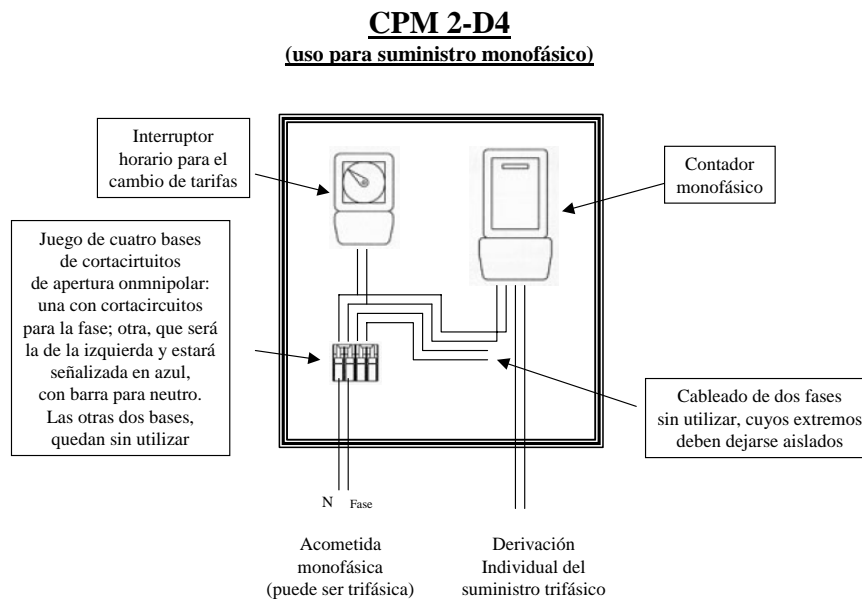 CPM 2-D4
(uso para suministro monofásico)
Interruptor
horario para el
cambio de tarifas
Contador
monofásico
Juego de cuatro bases
de cortacirtuitos
de apertura onmnipolar:
una con cortacircuitos
para la fase; otra, que será
la de la izquierda y estará
señalizada en azul,
con barra para neutro.
Las otras dos bases,
quedan sin utilizar
Cableado de dos fases
sin utilizar, cuyos extremos
deben dejarse aislados
N Fase
Acometida
monofásica
(puede ser trifásica)
Derivación
Individual del
suministro trifásico